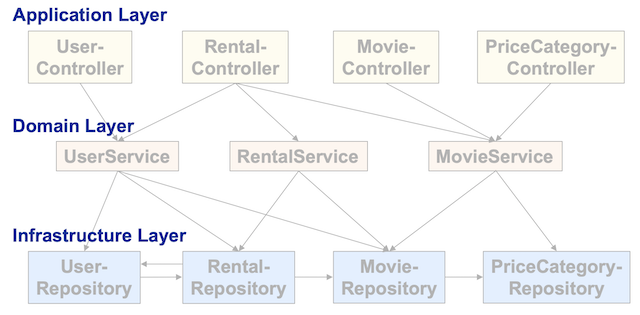 Application Layer
User-
Controller
Rental-
Controller
Movie-
Controller
PriceCategory-
Controller
Domain Layer
UserService
RentalService
MovieService
Infrastructure Layer
User-
Repository
Rental-
Repository
Movie-
Repository
PriceCategory-
Repository